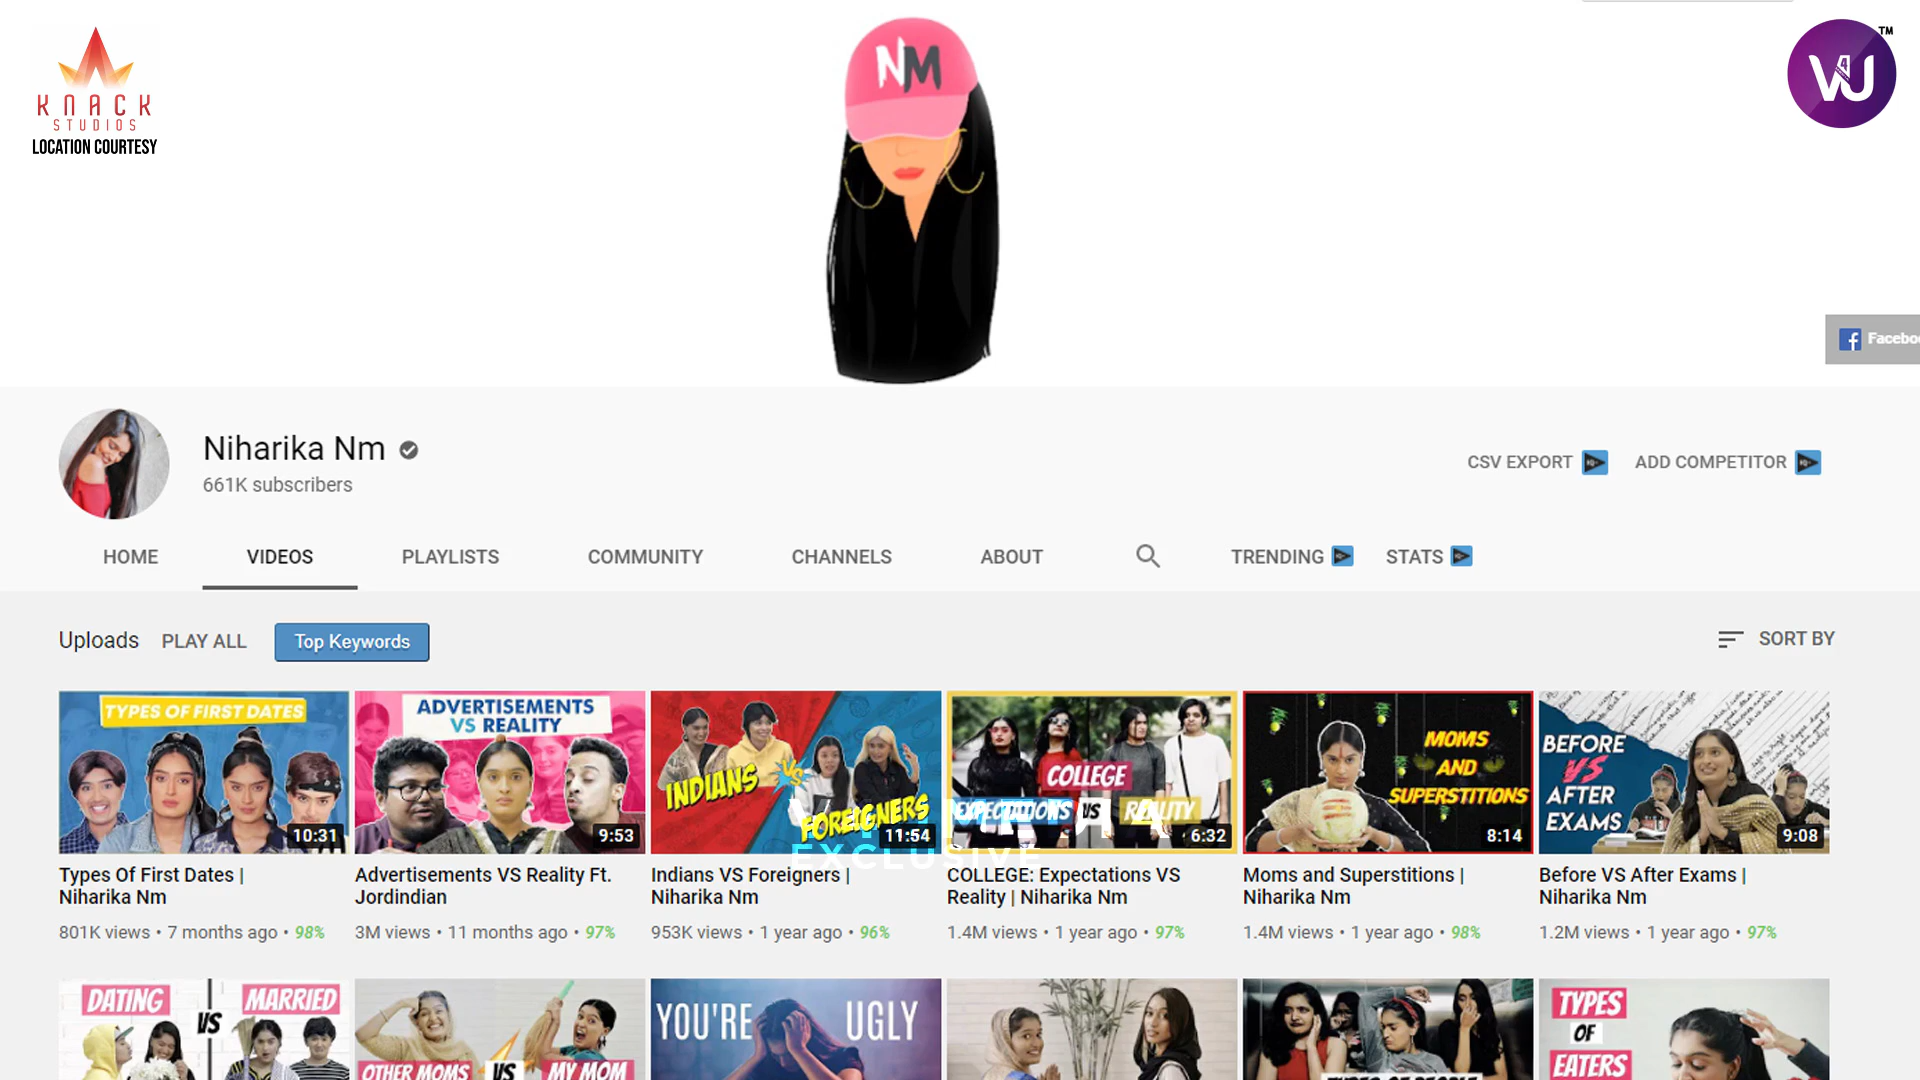 KNACK
STUDIOS
LOCATION COURTESY
NM
V4U
TM
Facebo
Niharika Nm
661K subscribers
CSV EXPORT
ADD COMPETITOR
HOME
VIDEOS
PLAYLISTS
COMMUNITY
CHANNELS
ABOUT
TRENDING
STATS
Uploads
PLAY ALL
Top Keywords
SORT BY
TYPES OF FIRST DATES
10:31
ADVERTISEMENTS
VS REALITY
9:53
INDIANS
VS
FOREIGNERS
11:54
COLLEGE
EXPECTATIONS VS REALITY
6:32
MOMS
AND
SUPERSTITIONS
8:14
BEFORE
VS
AFTER
EXAMS
9:08
EXCLUSIVE
Types Of First Dates |
Niharika Nm
801K views • 7 months ago • 98%
Advertisements VS Reality Ft.
Jordindian
3M views • 11 months ago • 97%
Indians VS Foreigners |
Niharika Nm
953K views • 1 year ago • 96%
COLLEGE: Expectations VS
Reality | Niharika Nm
1.4M views • 1 year ago • 97%
Moms and Superstitions |
Niharika Nm
1.4M views • 1 year ago • 98%
Before VS After Exams |
Niharika Nm
1.2M views • 1 year ago • 97%
DATING
VS
MARRIED
OTHER MOMS
VS
MY MOM
YOU'RE UGLY
TYPES OF PEOPLE
TYPES
OF
EATERS